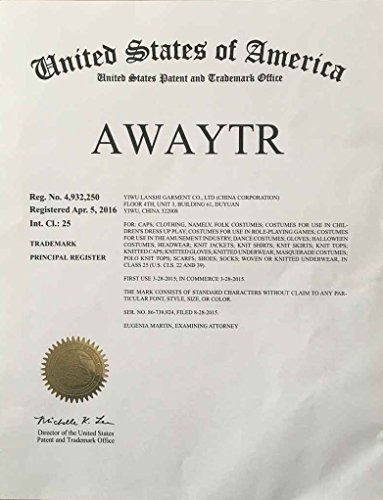 United States of America
United States Patent and Trademark Office
AWAYTR
Reg. No. 4,932,250
Registered Apr. 5, 2016
Int. Cl.: 25
TRADEMARK
PRINCIPAL REGISTER
YIWU LANSHI GARMENT CO., LTD (CHINA CORPORATION)
FLOOR 4TH, UNIT 3, BUILDING 61, DUYUAN
YIWU, CHINA 322008
FOR: CAPS; CLOTHING, NAMELY, FOLK COSTUMES; COSTUMES FOR USE IN CHIL-
DREN'S DRESS UP PLAY; COSTUMES FOR USE IN ROLE-PLAYING GAMES; COSTUMES
FOR USE IN THE AMUSEMENT INDUSTRY; DANCE COSTUMES; GLOVES; HALLOWEEN
COSTUMES; HEADWEAR; KNIT JACKETS; KNIT SHIRTS; KNIT SKIRTS; KNIT TOPS;
KNITTED CAPS; KNITTED GLOVES; KNITTED UNDERWEAR; MASQUERADE COSTUMES;
POLO KNIT TOPS; SCARFS; SHOES; SOCKS; WOVEN OR KNITTED UNDERWEAR, IN
CLASS 25 (U.S. CLS. 22 AND 39).
FIRST USE 3-28-2015; IN COMMERCE 3-28-2015.
THE MARK CONSISTS OF STANDARD CHARACTERS WITHOUT CLAIM TO ANY PAR-
TICULAR FONT, STYLE, SIZE, OR COLOR.
SER. NO. 86-739,924, FILED 8-28-2015.
EUGENIA MARTIN, EXAMINING ATTORNEY
Michelle K. Lee
Director of the United States
Patent and Trademark Office